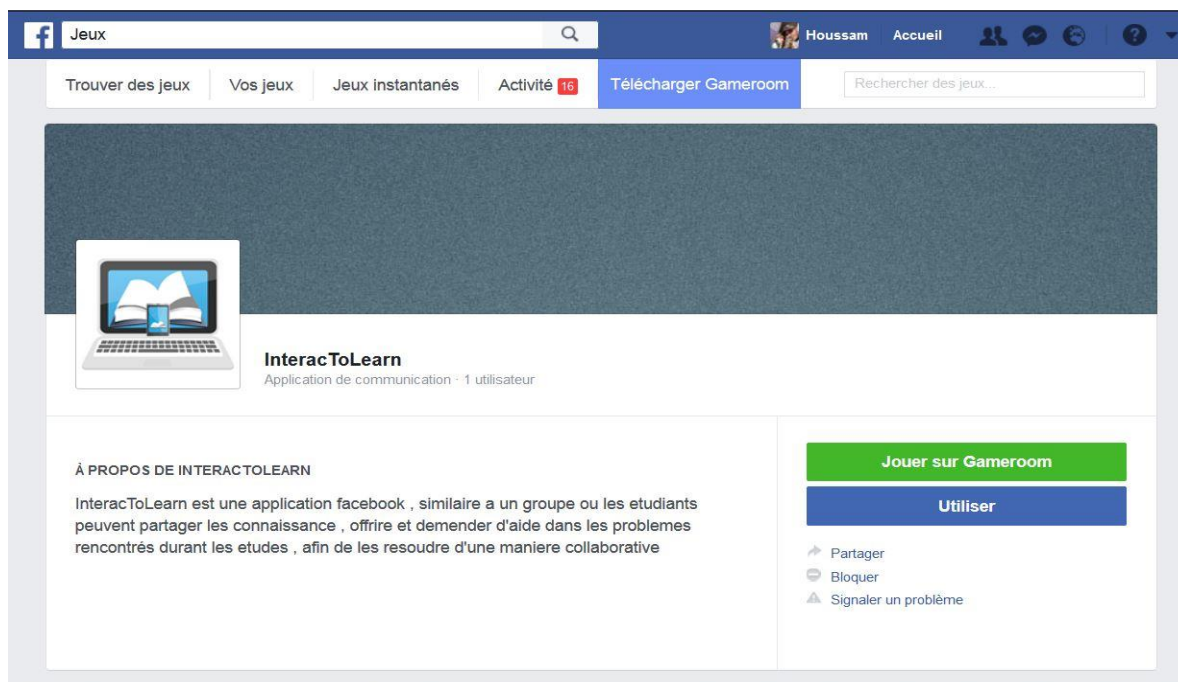 f Jeux Houssam Accueil ?
Trouver des jeux Vos jeux Jeux instantanés Activité 16 Télécharger Gameroom Rechercher des jeux...
InteracToLearn
Application de communication · 1 utilisateur
À PROPOS DE INTERACTOLEARN
InteracToLearn est une application facebook , similaire a un groupe ou les etudiants
peuvent partager les connaissance , offrire et demender d'aide dans les problemes
rencontrés durant les etudes , afin de les resoudre d'une maniere collaborative
Jouer sur Gameroom
Utiliser
Partager
Bloquer
Signaler un problème